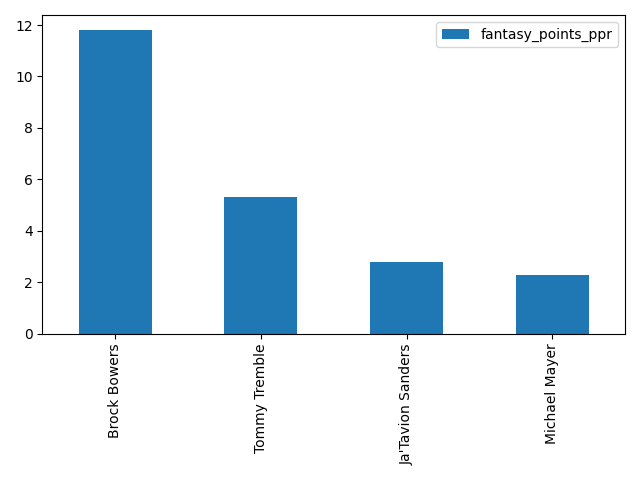 fantasy_points_ppr
12
10
8
6
4
2
0
Brock Bowers
Tommy Tremble
Ja'Tavion Sanders
Michael Mayer